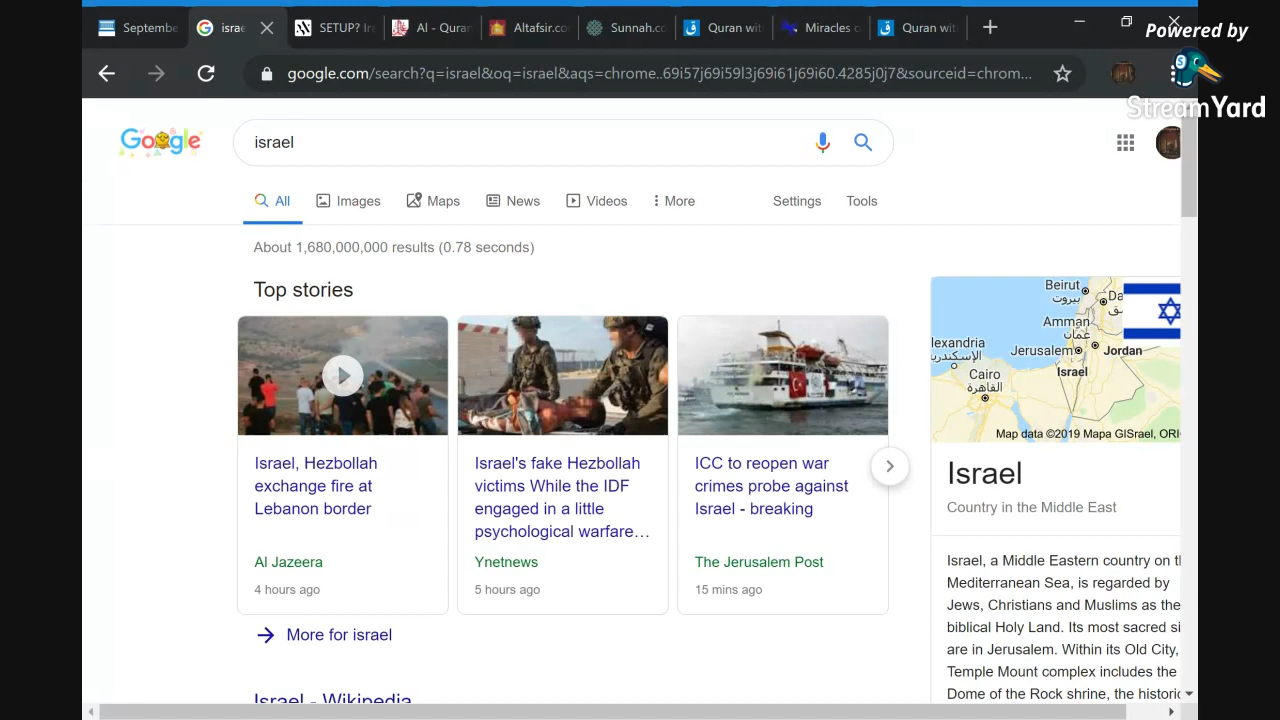 Septembe
israe
SETUP? Ira
Al - Quran
Altafsir.co
Sunnah.co
Quran wit
Miracles o
Quran wit
Powered by
StreamYard
google.com/search?q=israel&oq=israel&aqs=chrome..69i57j69i59l3j69i61j69i60.4285j0j7&sourceid=chrom...
Google
israel
All
Images
Maps
News
Videos
More
Settings
Tools
About 1,680,000,000 results (0.78 seconds)
Top stories
Israel, Hezbollah
exchange fire at
Lebanon border
Al Jazeera
4 hours ago
Israel's fake Hezbollah
victims While the IDF
engaged in a little
psychological warfare...
Ynetnews
5 hours ago
ICC to reopen war
crimes probe against
Israel - breaking
The Jerusalem Post
15 mins ago
More for israel
Israel - Wikipedia
Beirut
بيروت
Da
شق
Amman
عمان
lexandria
الإسكندرية
Jerusalem
Jordan
Israel
Cairo
القاهرة
Map data ©2019 Mapa GISrael, ORI
Israel
Country in the Middle East
Israel, a Middle Eastern country on t
Mediterranean Sea, is regarded by
Jews, Christians and Muslims as the
biblical Holy Land. Its most sacred si
are in Jerusalem. Within its Old City,
Temple Mount complex includes the
Dome of the Rock shrine, the historic